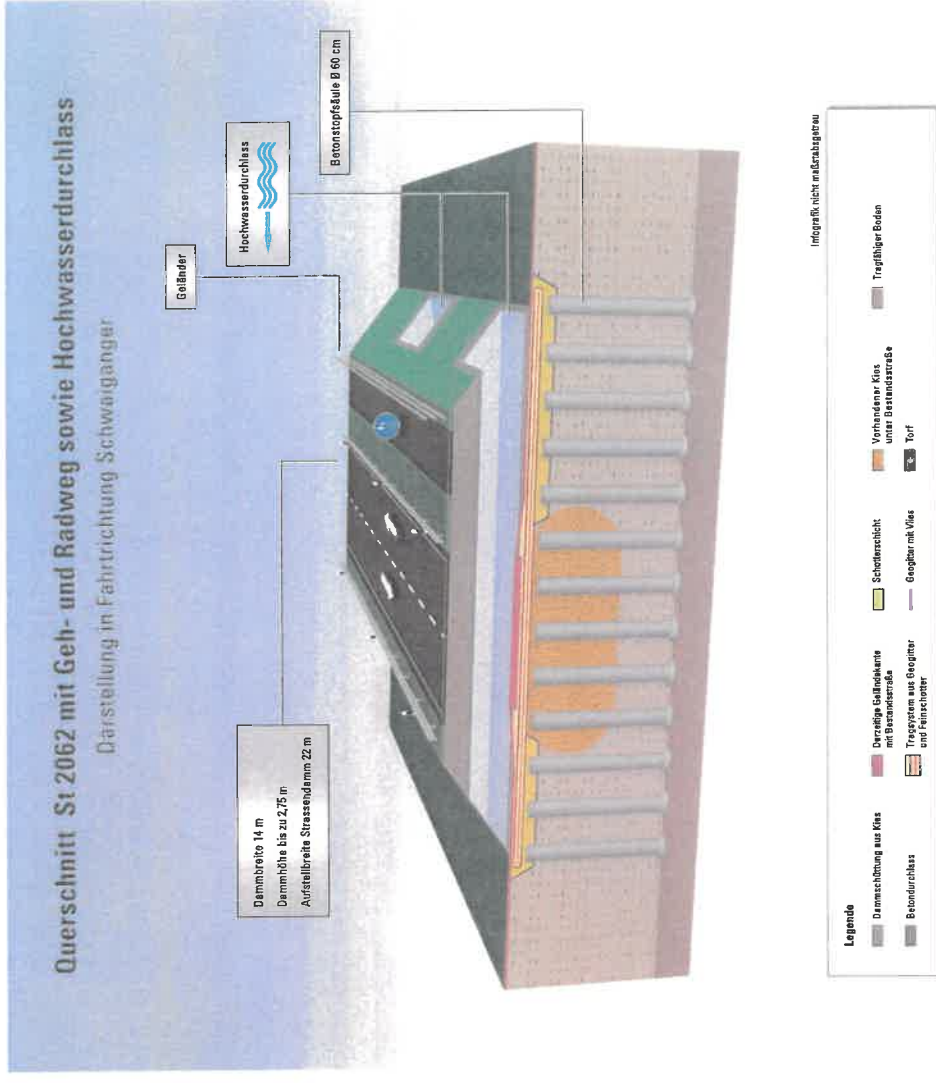 Querschnitt St 2062 mit Geh- und Radweg sowie Hochwasserdurchlass
Darstellung in Fahrtrichtung Schwaiganger
Dammbreite 14 m
Dammhöhe bis zu 2,75 m
Aufstellbreite Strassendamm 22 m
Geländer
Hochwasserdurchlass
Betonstopfsäule Ø 60 cm
Infografik nicht maßstabsgetreu
Legende
Dammschüttung aus Kies
Betondurchlass
Derzeitige Geländekante
mit Bestandsstraße
Tragsystem aus Geogitter
und Feinschotter
Schotterschicht
Geogitter mit Vlies
Vorhandener Kies
unter Bestandsstraße
Torf
Tragfähiger Boden